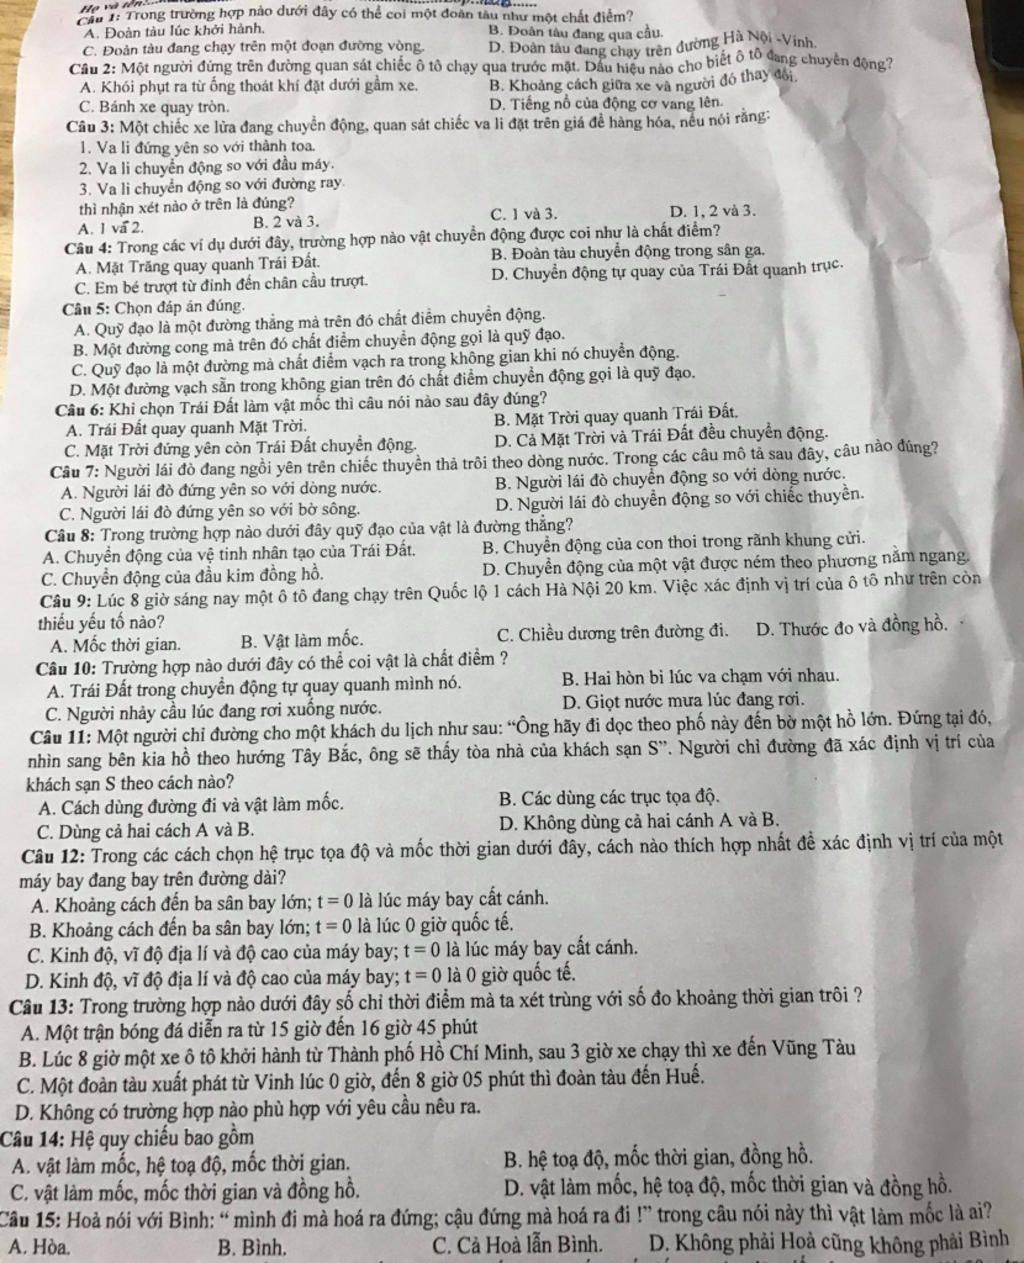 Họ và tên:
Câu 1: Trong trường hợp nào dưới đây có thể coi một đoàn tàu như một chất điểm?
A. Đoàn tàu lúc khởi hành. B. Đoàn tàu đang qua cầu.
C. Đoàn tàu đang chạy trên một đoạn đường vòng. D. Đoàn tàu đang chạy trên đường Hà Nội -Vinh.
Câu 2: Một người đứng trên đường quan sát chiếc ô tô chạy qua trước mặt. Dấu hiệu nào cho biết ô tô đang chuyển động?
A. Khói phụt ra từ ống thoát khí đặt dưới gầm xe. B. Khoảng cách giữa xe và người đó thay đổi.
C. Bánh xe quay tròn. D. Tiếng nổ của động cơ vang lên.
Câu 3: Một chiếc xe lửa đang chuyển động, quan sát chiếc va li đặt trên giá để hàng hóa, nếu nói rằng:
1. Va li đứng yên so với thành toa.
2. Va li chuyển động so với đầu máy.
3. Va li chuyển động so với đường ray.
thì nhận xét nào ở trên là đúng?
A. 1 và 2. B. 2 và 3. C. 1 và 3. D. 1, 2 và 3.
Câu 4: Trong các ví dụ dưới đây, trường hợp nào vật chuyển động được coi như là chất điểm?
A. Mặt Trăng quay quanh Trái Đất. B. Đoàn tàu chuyển động trong sân ga.
C. Em bé trượt từ đỉnh đến chân cầu trượt. D. Chuyển động tự quay của Trái Đất quanh trục.
Câu 5: Chọn đáp án đúng.
A. Quỹ đạo là một đường thẳng mà trên đó chất điểm chuyển động.
B. Một đường cong mà trên đó chất điểm chuyển động gọi là quỹ đạo.
C. Quỹ đạo là một đường mà chất điểm vạch ra trong không gian khi nó chuyển động.
D. Một đường vạch sẵn trong không gian trên đó chất điểm chuyển động gọi là quỹ đạo.
Câu 6: Khi chọn Trái Đất làm vật mốc thì câu nói nào sau đây đúng?
A. Trái Đất quay quanh Mặt Trời. B. Mặt Trời quay quanh Trái Đất.
C. Mặt Trời đứng yên còn Trái Đất chuyển động. D. Cả Mặt Trời và Trái Đất đều chuyển động.
Câu 7: Người lái đò đang ngồi yên trên chiếc thuyền thả trôi theo dòng nước. Trong các câu mô tả sau đây, câu nào đúng?
A. Người lái đò đứng yên so với dòng nước. B. Người lái đò chuyển động so với dòng nước.
C. Người lái đò đứng yên so với bờ sông. D. Người lái đò chuyển động so với chiếc thuyền.
Câu 8: Trong trường hợp nào dưới đây quỹ đạo của vật là đường thẳng?
A. Chuyển động của vệ tinh nhân tạo của Trái Đất. B. Chuyển động của con thoi trong rãnh khung cửi.
C. Chuyển động của đầu kim đồng hồ. D. Chuyển động của một vật được ném theo phương nằm ngang.
Câu 9: Lúc 8 giờ sáng nay một ô tô đang chạy trên Quốc lộ 1 cách Hà Nội 20 km. Việc xác định vị trí của ô tô như trên còn
thiếu yếu tố nào?
A. Mốc thời gian. B. Vật làm mốc. C. Chiều dương trên đường đi. D. Thước đo và đồng hồ.
Câu 10: Trường hợp nào dưới đây có thể coi vật là chất điểm ?
A. Trái Đất trong chuyển động tự quay quanh mình nó. B. Hai hòn bi lúc va chạm với nhau.
C. Người nhảy cầu lúc đang rơi xuống nước. D. Giọt nước mưa lúc đang rơi.
Câu 11: Một người chỉ đường cho một khách du lịch như sau: “Ông hãy đi dọc theo phố này đến bờ một hồ lớn. Đứng tại đó,
nhìn sang bên kia hồ theo hướng Tây Bắc, ông sẽ thấy tòa nhà của khách sạn S”. Người chỉ đường đã xác định vị trí của
khách sạn S theo cách nào?
A. Cách dùng đường đi và vật làm mốc. B. Các dùng các trục tọa độ.
C. Dùng cả hai cách A và B. D. Không dùng cả hai cánh A và B.
Câu 12: Trong các cách chọn hệ trục tọa độ và mốc thời gian dưới đây, cách nào thích hợp nhất để xác định vị trí của một
máy bay đang bay trên đường dài?
A. Khoảng cách đến ba sân bay lớn; t = 0 là lúc máy bay cất cánh.
B. Khoảng cách đến ba sân bay lớn; t = 0 là lúc 0 giờ quốc tế.
C. Kinh độ, vĩ độ địa lí và độ cao của máy bay; t = 0 là lúc máy bay cất cánh.
D. Kinh độ, vĩ độ địa lí và độ cao của máy bay; t = 0 là 0 giờ quốc tế.
Câu 13: Trong trường hợp nào dưới đây số chỉ thời điểm mà ta xét trùng với số đo khoảng thời gian trôi ?
A. Một trận bóng đá diễn ra từ 15 giờ đến 16 giờ 45 phút
B. Lúc 8 giờ một xe ô tô khởi hành từ Thành phố Hồ Chí Minh, sau 3 giờ xe chạy thì xe đến Vũng Tàu
C. Một đoàn tàu xuất phát từ Vinh lúc 0 giờ, đến 8 giờ 05 phút thì đoàn tàu đến Huế.
D. Không có trường hợp nào phù hợp với yêu cầu nêu ra.
Câu 14: Hệ quy chiếu bao gồm
A. vật làm mốc, hệ toạ độ, mốc thời gian. B. hệ toạ độ, mốc thời gian, đồng hồ.
C. vật làm mốc, mốc thời gian và đồng hồ. D. vật làm mốc, hệ toạ độ, mốc thời gian và đồng hồ.
Câu 15: Hoà nói với Bình: “ mình đi mà hoá ra đứng; cậu đứng mà hoá ra đi !” trong câu nói này thì vật làm mốc là ai?
A. Hòa. B. Bình. C. Cả Hoà lẫn Bình. D. Không phải Hoà cũng không phải Bình